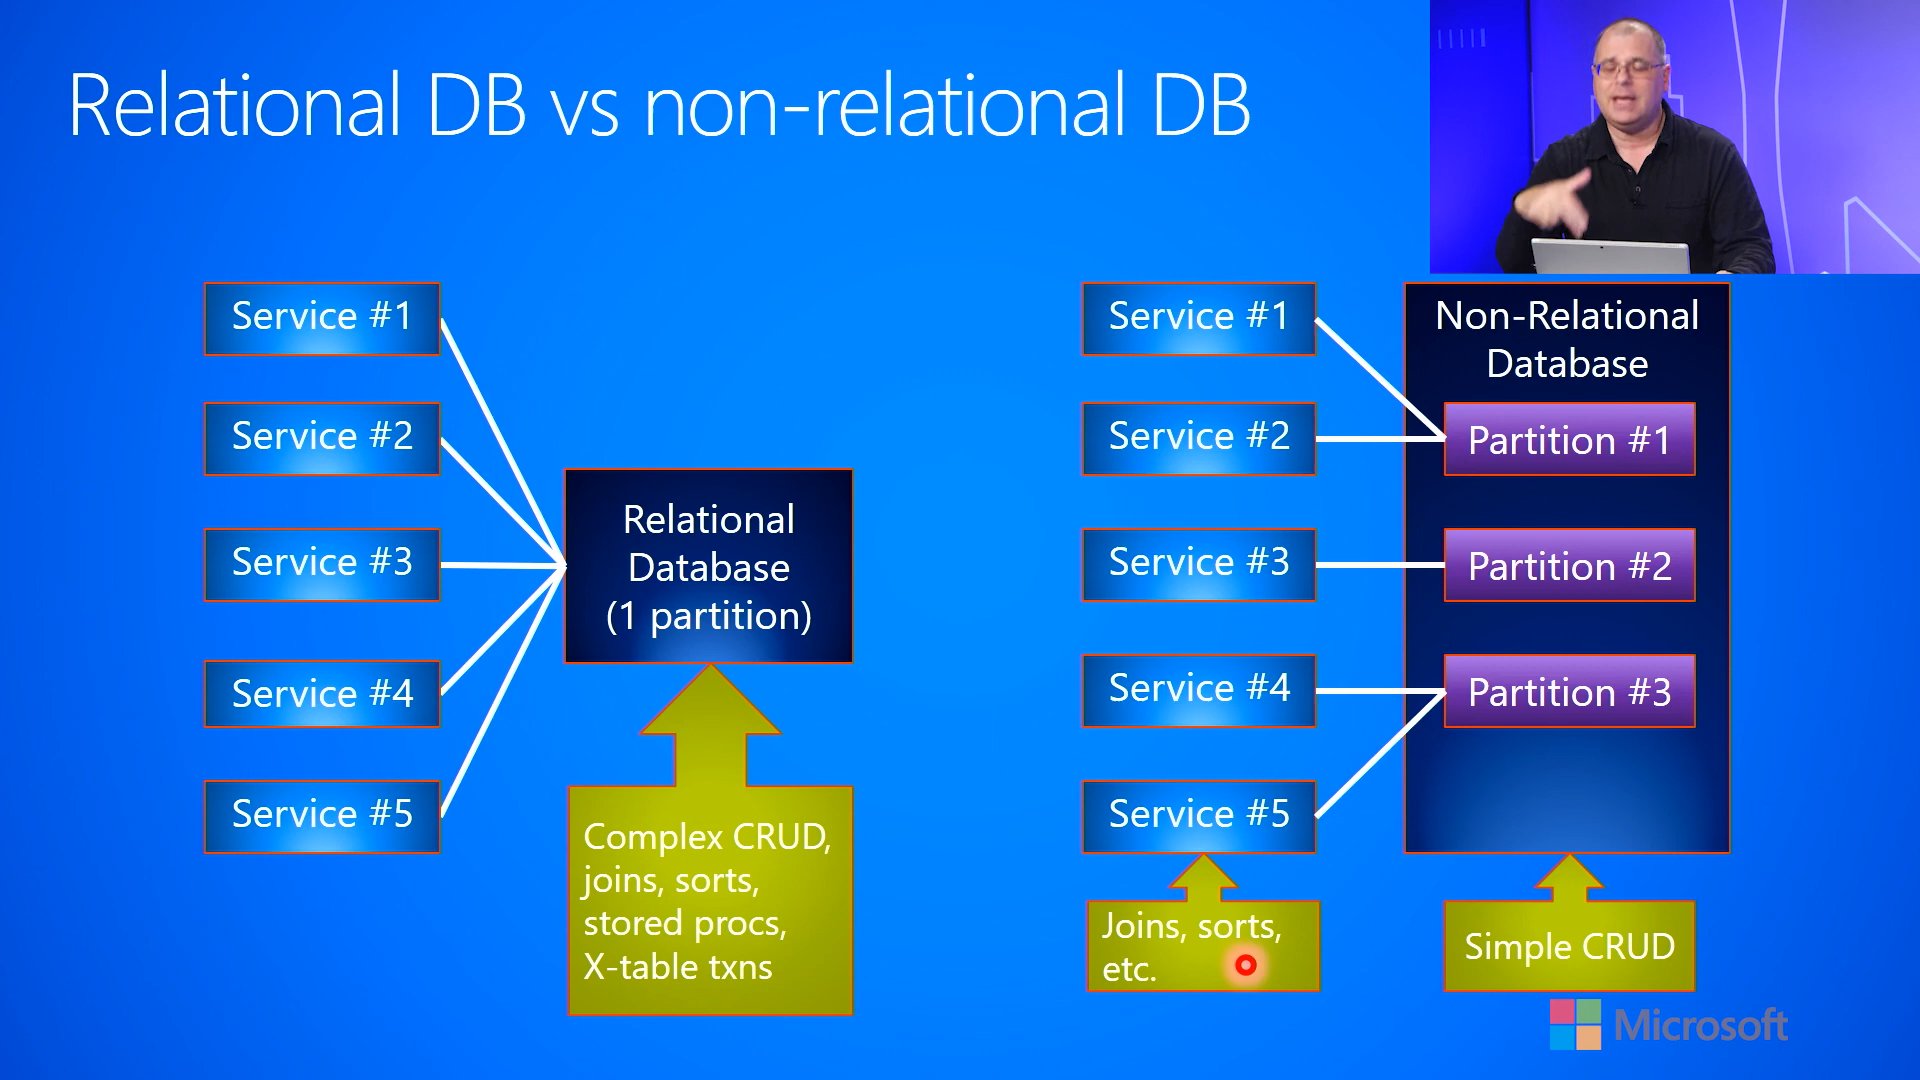 Relational DB vs non-relational DB
Service #1
Service #2
Service #3
Service #4
Service #5
Relational
Database
(1 partition)
Complex CRUD,
joins, sorts,
stored procs,
X-table txns
Service #1
Service #2
Service #3
Service #4
Service #5
Non-Relational
Database
Partition #1
Partition #2
Partition #3
Joins, sorts,
etc.
Simple CRUD
Microsoft